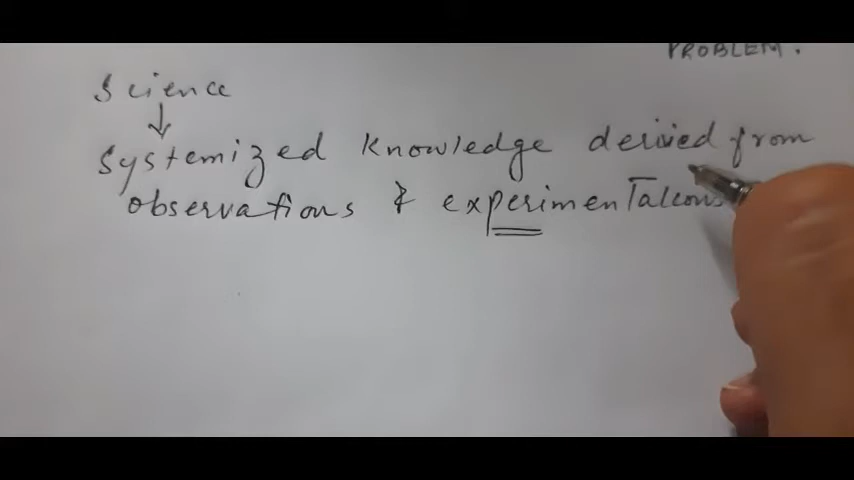 PROBLEM.
Science
Systemized knowledge derived from
observations & experimentalcons